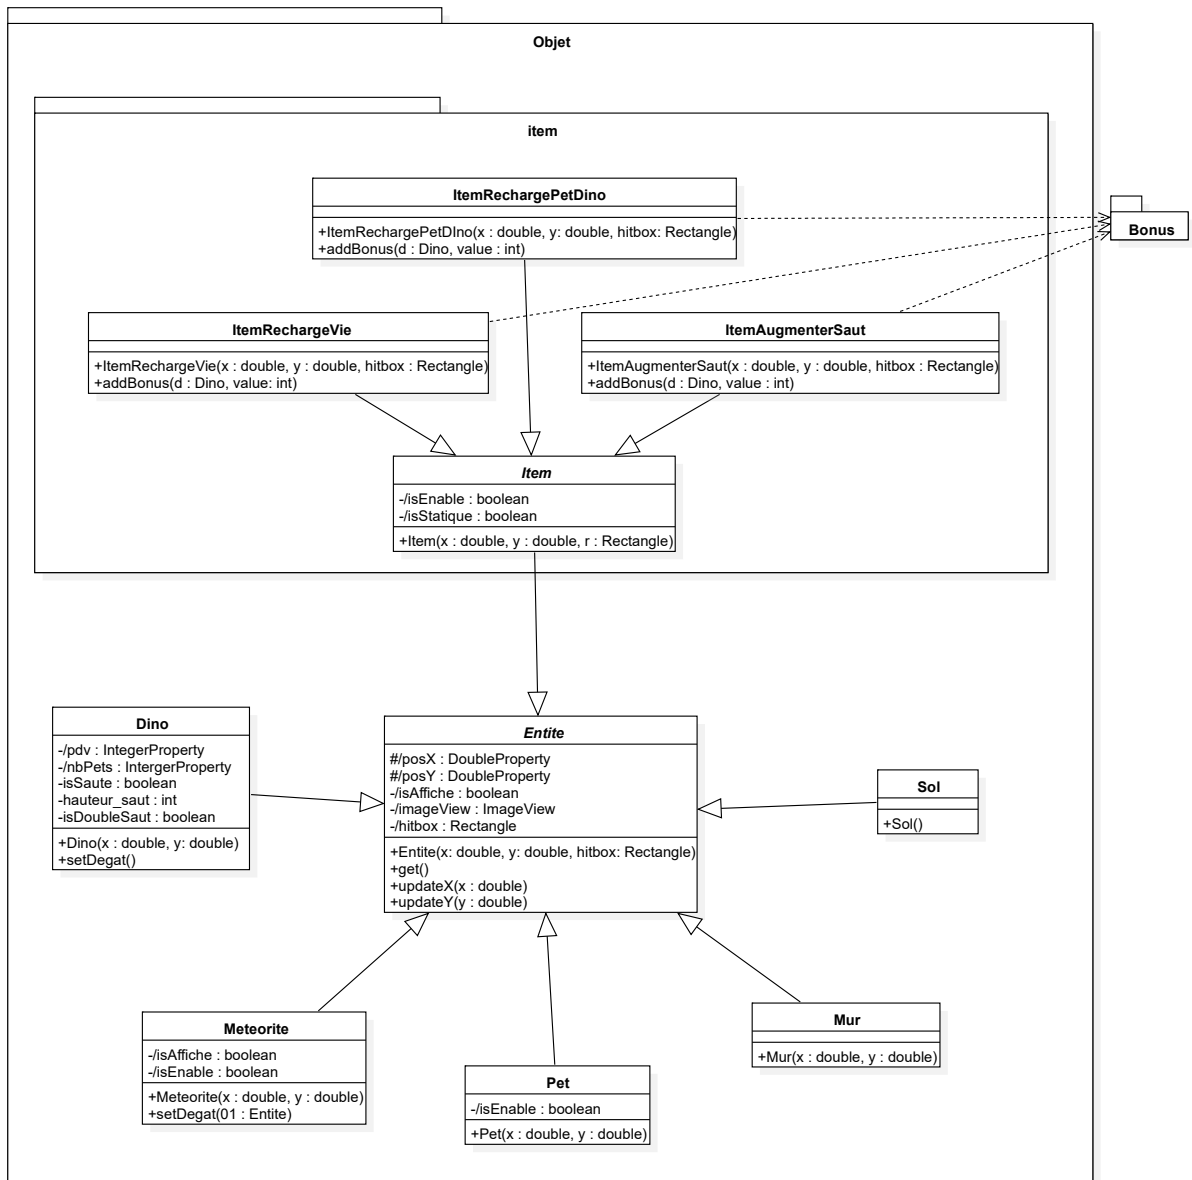 Objet
item
ItemRechargePetDino
+ItemRechargePetDIno(x : double, y: double, hitbox: Rectangle)
+addBonus(d : Dino, value : int)
Bonus
ItemRechargeVie
+ItemRechargeVie(x : double, y : double, hitbox : Rectangle)
+addBonus(d : Dino, value: int)
ItemAugmenterSaut
+ItemAugmenterSaut(x : double, y : double, hitbox : Rectangle)
+addBonus(d : Dino, value : int)
Item
-/isEnable : boolean
-/isStatique : boolean
+Item(x : double, y : double, r : Rectangle)
Dino
-/pdv : IntegerProperty
-/nbPets : IntergerProperty
-isSaute : boolean
-hauteur_saut : int
-isDoubleSaut : boolean
+Dino(x : double, y: double)
+setDegat()
Entite
#/posX : DoubleProperty
#/posY : DoubleProperty
-/isAffiche : boolean
-/imageView : ImageView
-/hitbox : Rectangle
+Entite(x: double, y: double, hitbox: Rectangle)
+get()
+updateX(x : double)
+updateY(y : double)
Sol
+Sol()
Meteorite
-/isAffiche : boolean
-/isEnable : boolean
+Meteorite(x : double, y : double)
+setDegat(01 : Entite)
Pet
-/isEnable : boolean
+Pet(x : double, y : double)
Mur
+Mur(x : double, y : double)